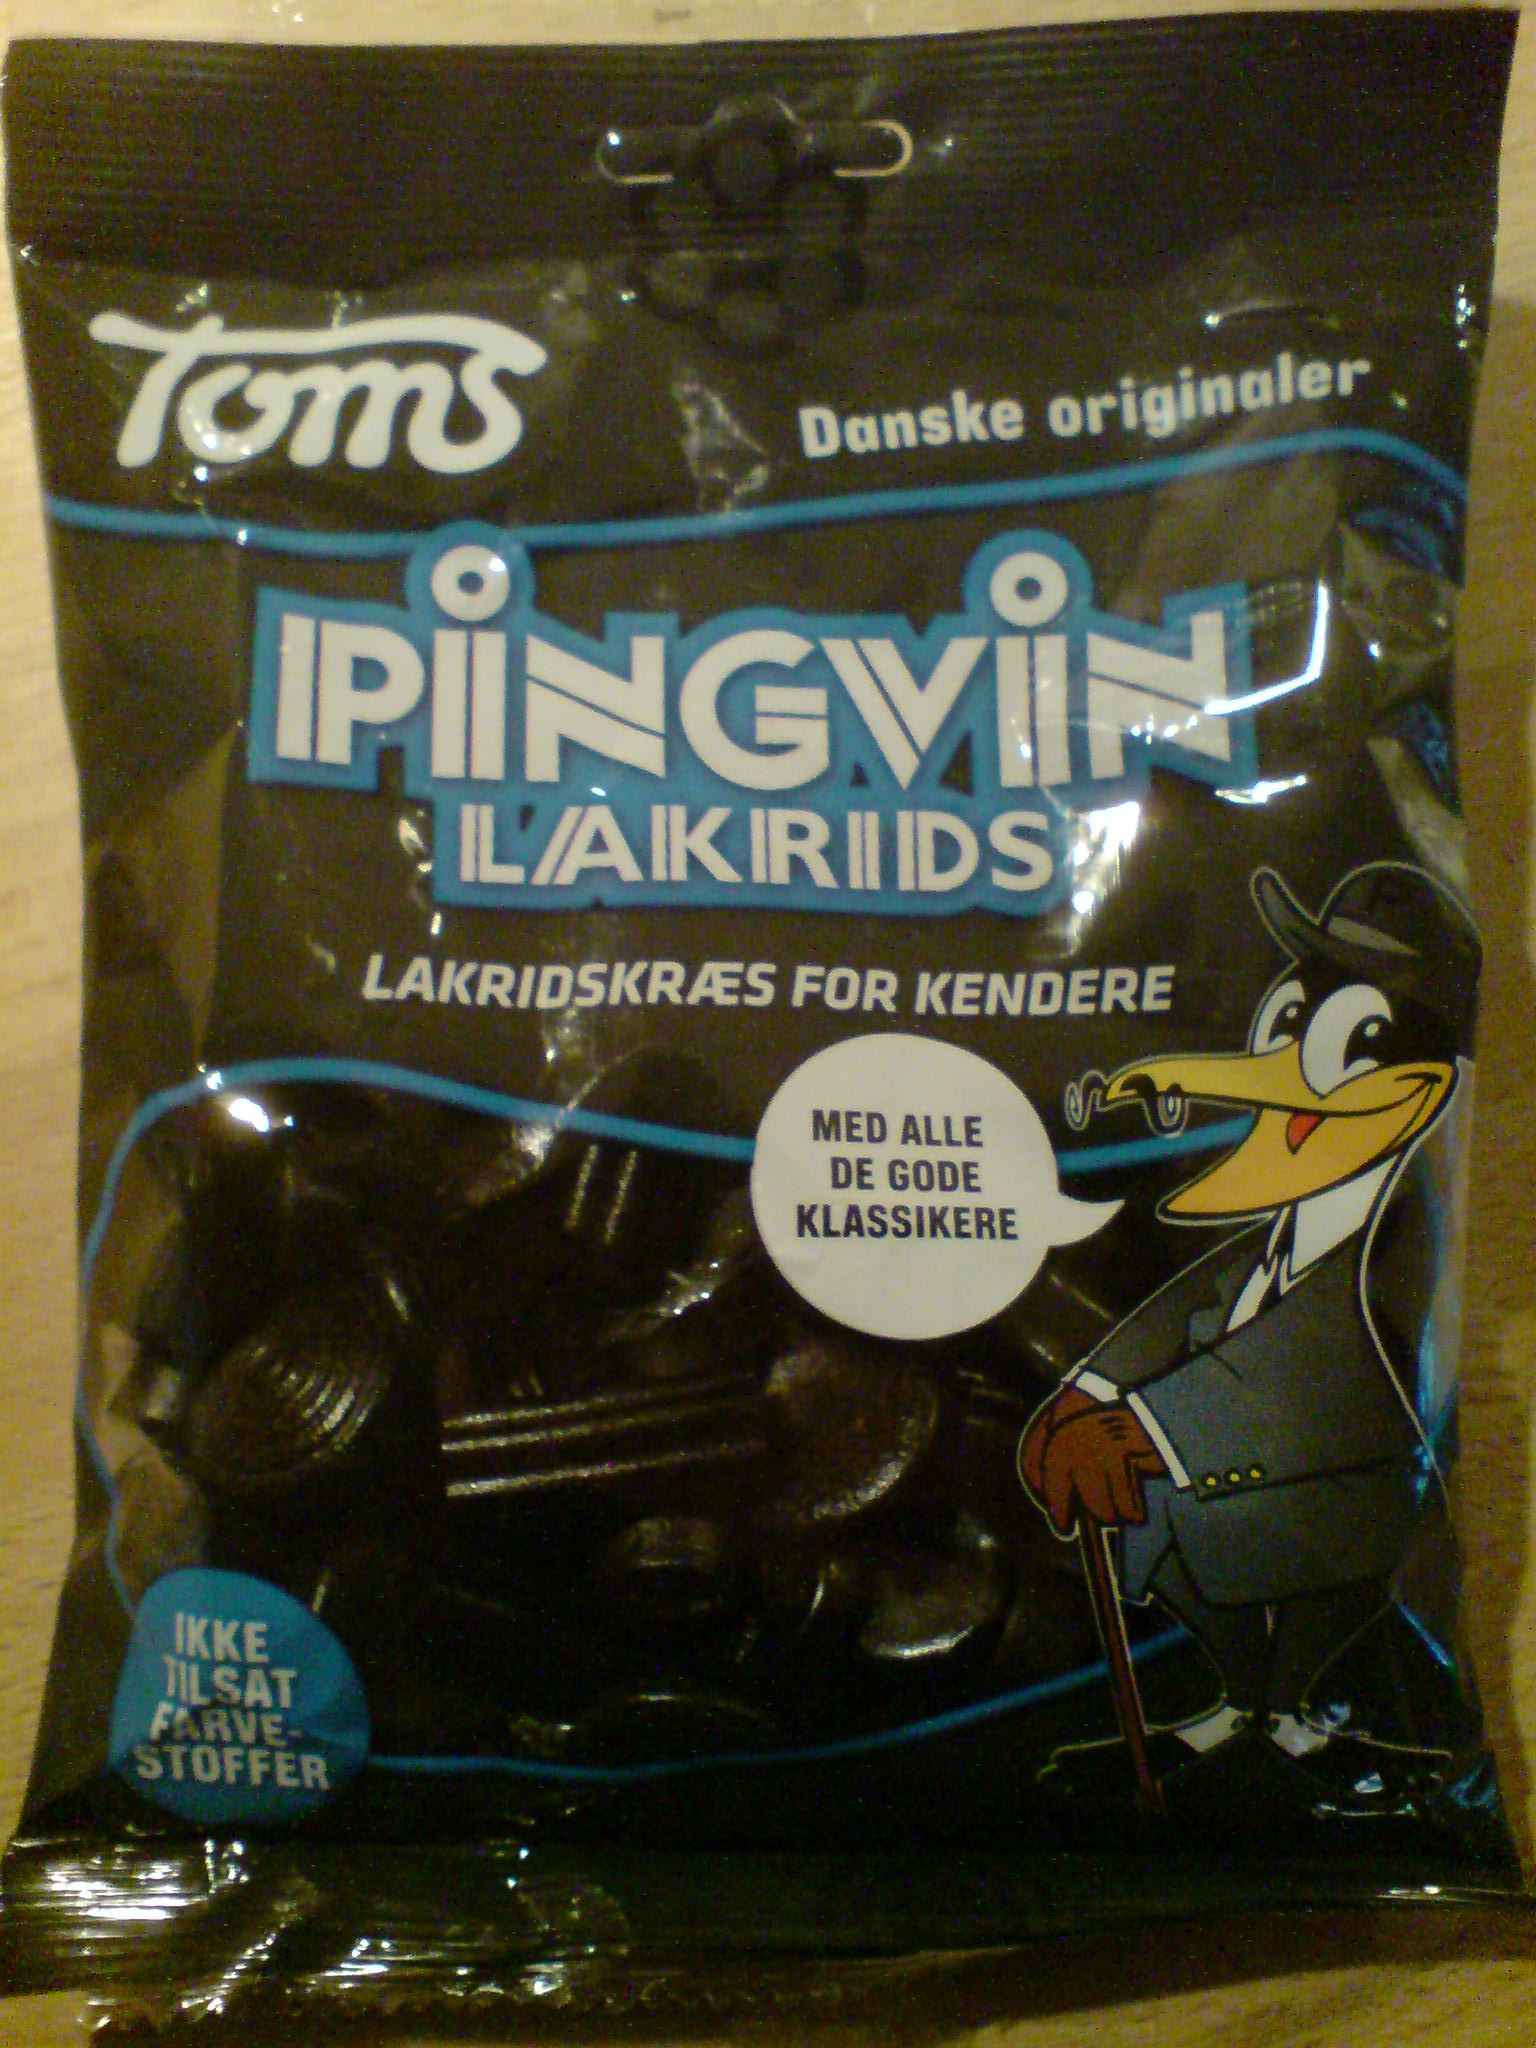 Toms
Danske originaler
PINGVIN
LAKRIDS
LAKRIDSKRÆS FOR KENDERE
MED ALLE
DE GODE
KLASSIKERE
IKKE
TILSAT
FARVE-
STOFFER